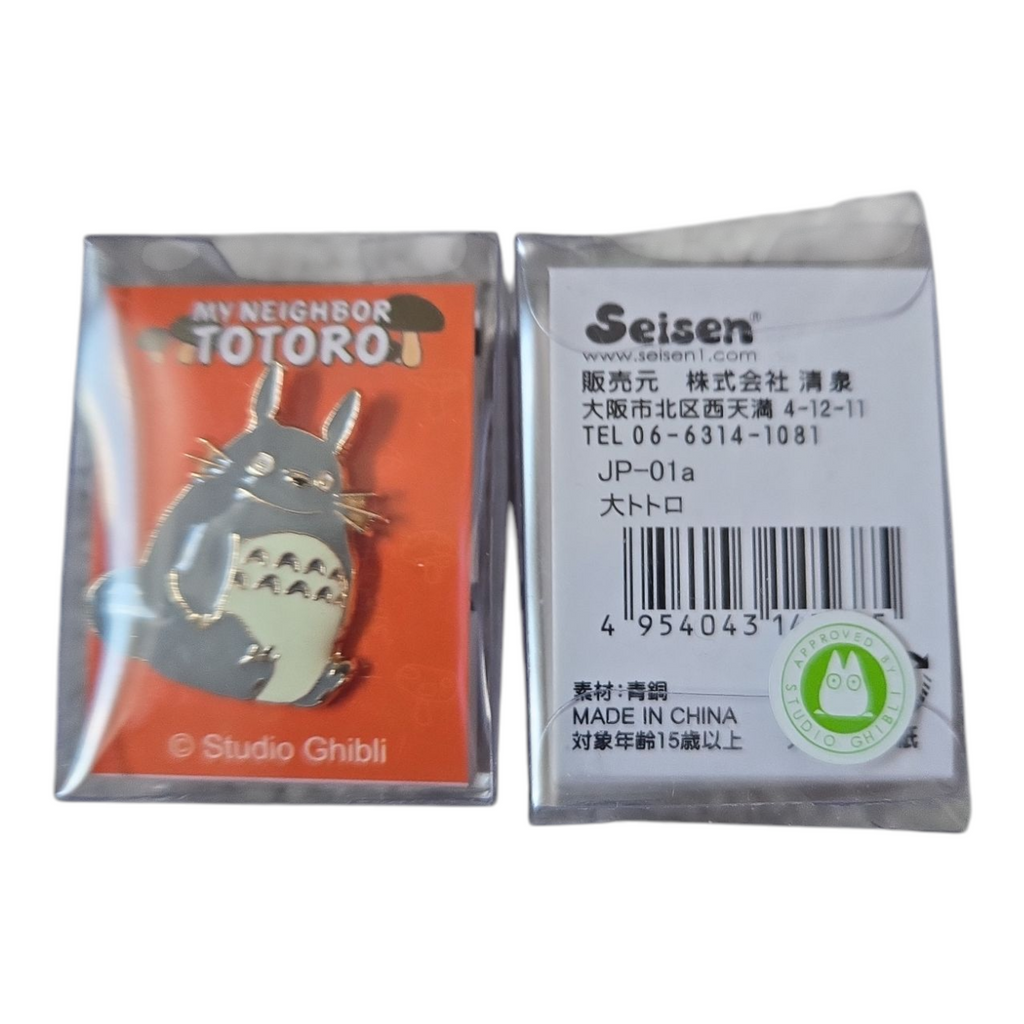 MY NEIGHBOR
TOTORO
© Studio Ghibli
Seisen®
www.seisen1.com
販売元 株式会社 清泉
大阪市北区西天満 4-12-11
TEL 06-6314-1081
JP-01a
大トトロ
4 954043 14
素材:青銅
MADE IN CHINA
対象年齢15歳以上
APPROVED BY
STUDIO GHIBLI